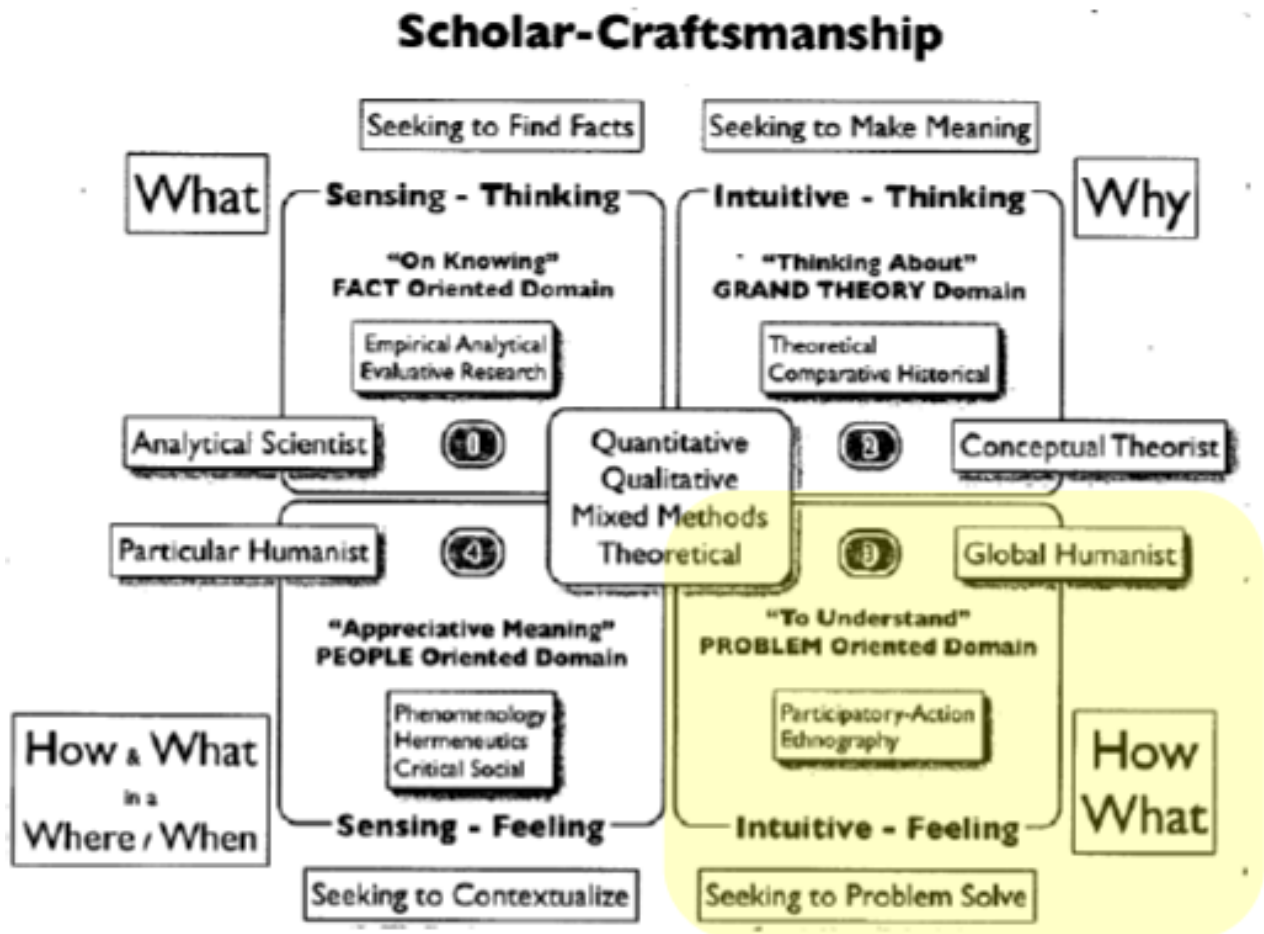 Scholar-Craftsmanship
Seeking to Find Facts
Seeking to Make Meaning
What
Why
Sensing - Thinking
"On Knowing"
FACT Oriented Domain
Empirical Analytical
Evaluative Research
Analytical Scientist
1
Intuitive - Thinking
"Thinking About"
GRAND THEORY Domain
Theoretical
Comparative Historical
2
Conceptual Theorist
Quantitative
Qualitative
Mixed Methods
Theoretical
Particular Humanist
4
"Appreciative Meaning"
PEOPLE Oriented Domain
Phenomenology
Hermeneutics
Critical Social
How & What
in a
Where / When
Sensing - Feeling
Seeking to Contextualize
3
Global Humanist
"To Understand"
PROBLEM Oriented Domain
Participatory-Action
Ethnography
How
What
Intuitive - Feeling
Seeking to Problem Solve